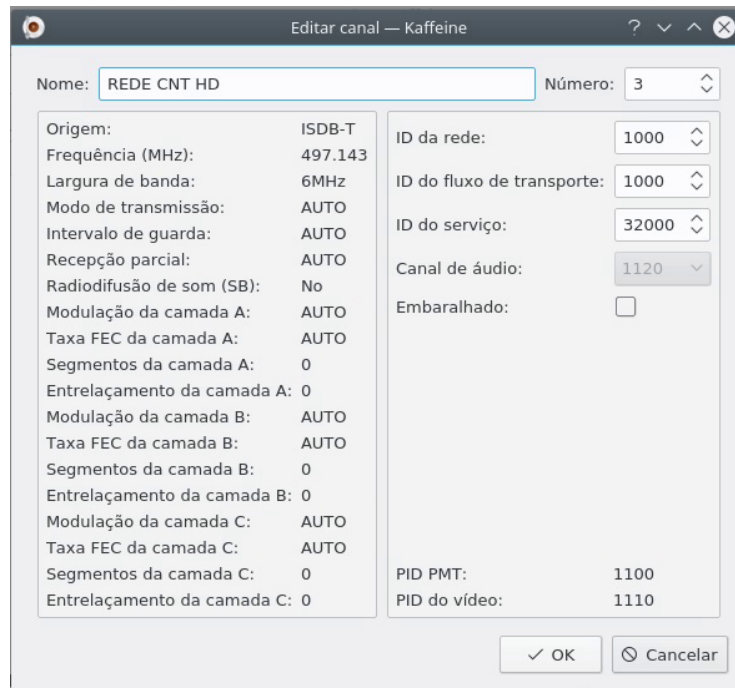 Editar canal — Kaffeine
Nome: REDE CNT HD Número: 3
Origem: ISDB-T
Frequência (MHz): 497.143
Largura de banda: 6MHz
Modo de transmissão: AUTO
Intervalo de guarda: AUTO
Recepção parcial: AUTO
Radiodifusão de som (SB): No
Modulação da camada A: AUTO
Taxa FEC da camada A: AUTO
Segmentos da camada A: 0
Entrelaçamento da camada A: 0
Modulação da camada B: AUTO
Taxa FEC da camada B: AUTO
Segmentos da camada B: 0
Entrelaçamento da camada B: 0
Modulação da camada C: AUTO
Taxa FEC da camada C: AUTO
Segmentos da camada C: 0
Entrelaçamento da camada C: 0
ID da rede: 1000
ID do fluxo de transporte: 1000
ID do serviço: 32000
Canal de áudio: 1120
Embaralhado:
PID PMT: 1100
PID do vídeo: 1110
OK Cancelar